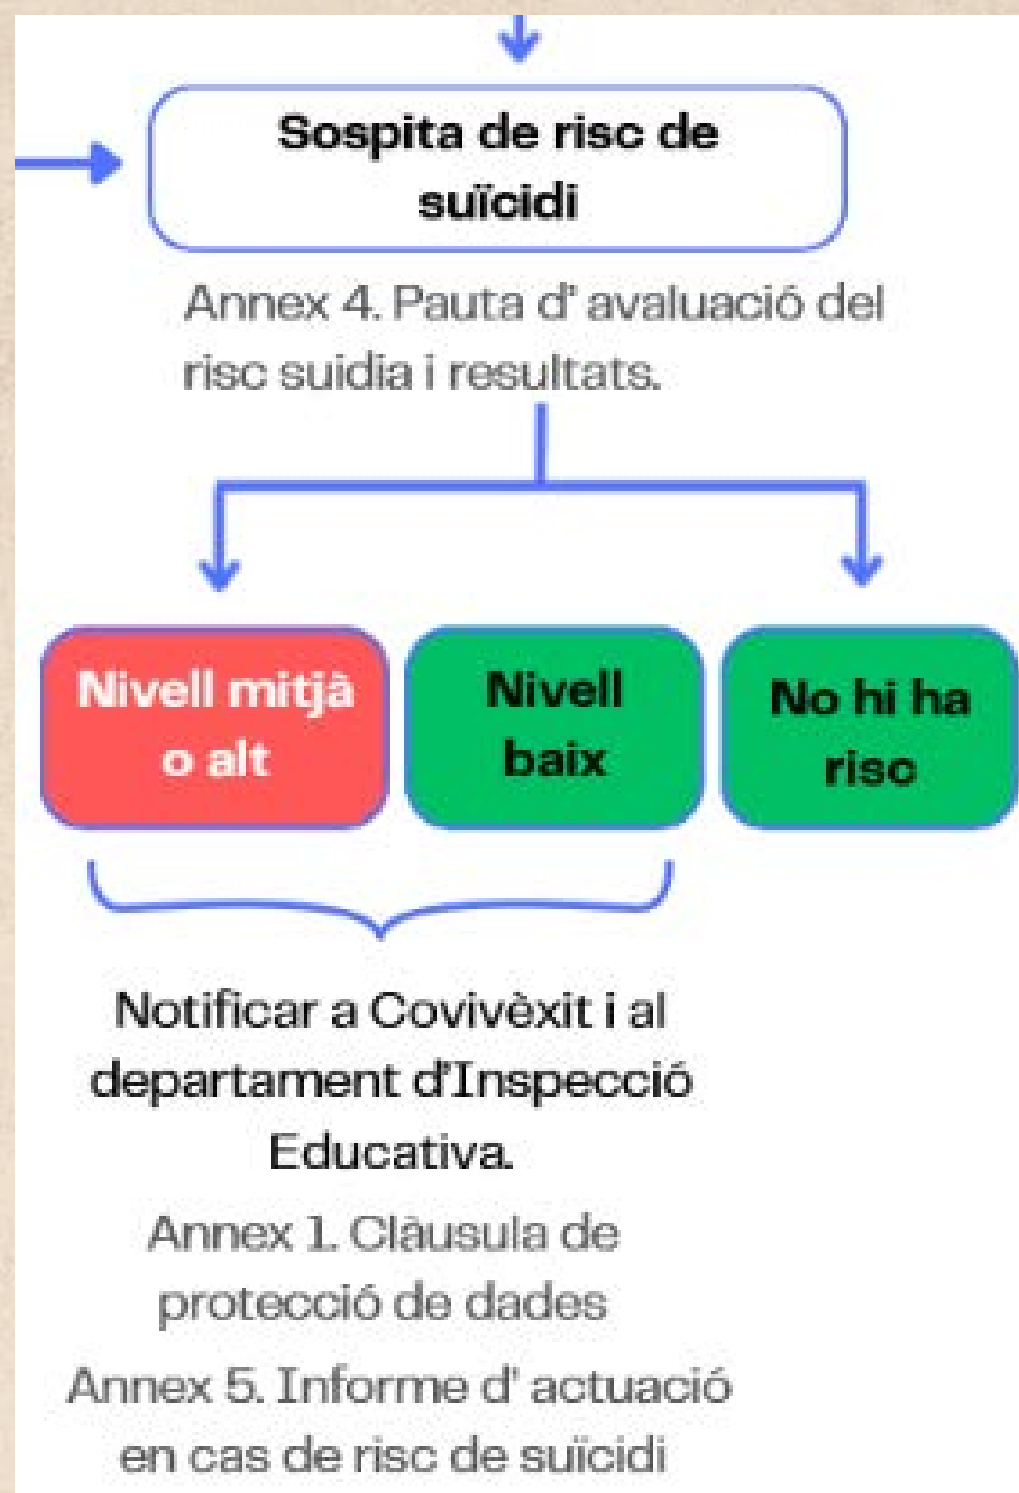 Sospita de risc de
suïcidi
Annex 4. Pauta d' avaluació del
risc suidia i resultats.
Nivell mitjà
o alt
Nivell
baix
No hi ha
risc
Notificar a Covivèxit i al
departament d'Inspecció
Educativa.
Annex 1. Clàusula de
protecció de dades
Annex 5. Informe d' actuació
en cas de risc de suïcidi